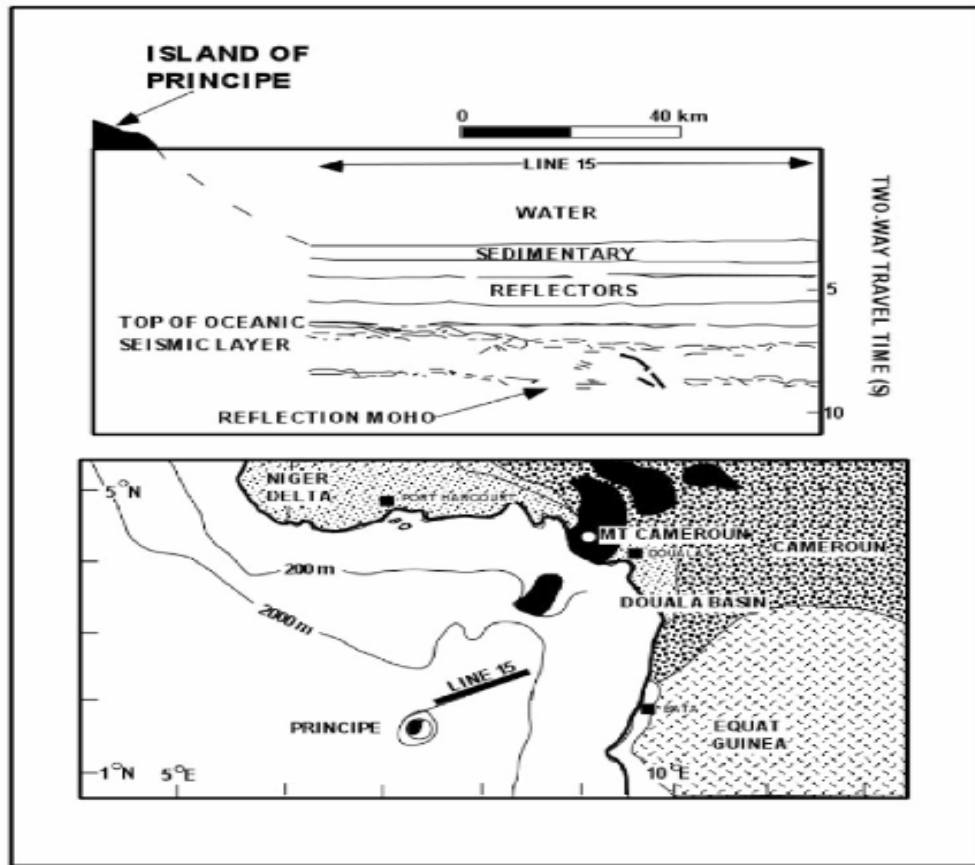 ISLAND OF
PRINCIPE
0 40 km
LINE 15
WATER
SEDIMENTARY
REFLECTORS
5
TOP OF OCEANIC
SEISMIC LAYER
REFLECTION MOHO
10
TWO-WAY TRAVEL TIME (S)
5°N
NIGER
DELTA
PORT HARCOURT
MT CAMEROUN
DOUALA
CAMEROUN
200 m
DOUALA BASIN
2000 m
LINE 15
PRINCIPE
BATA
EQUAT
GUINEA
1°N 5°E 10°E